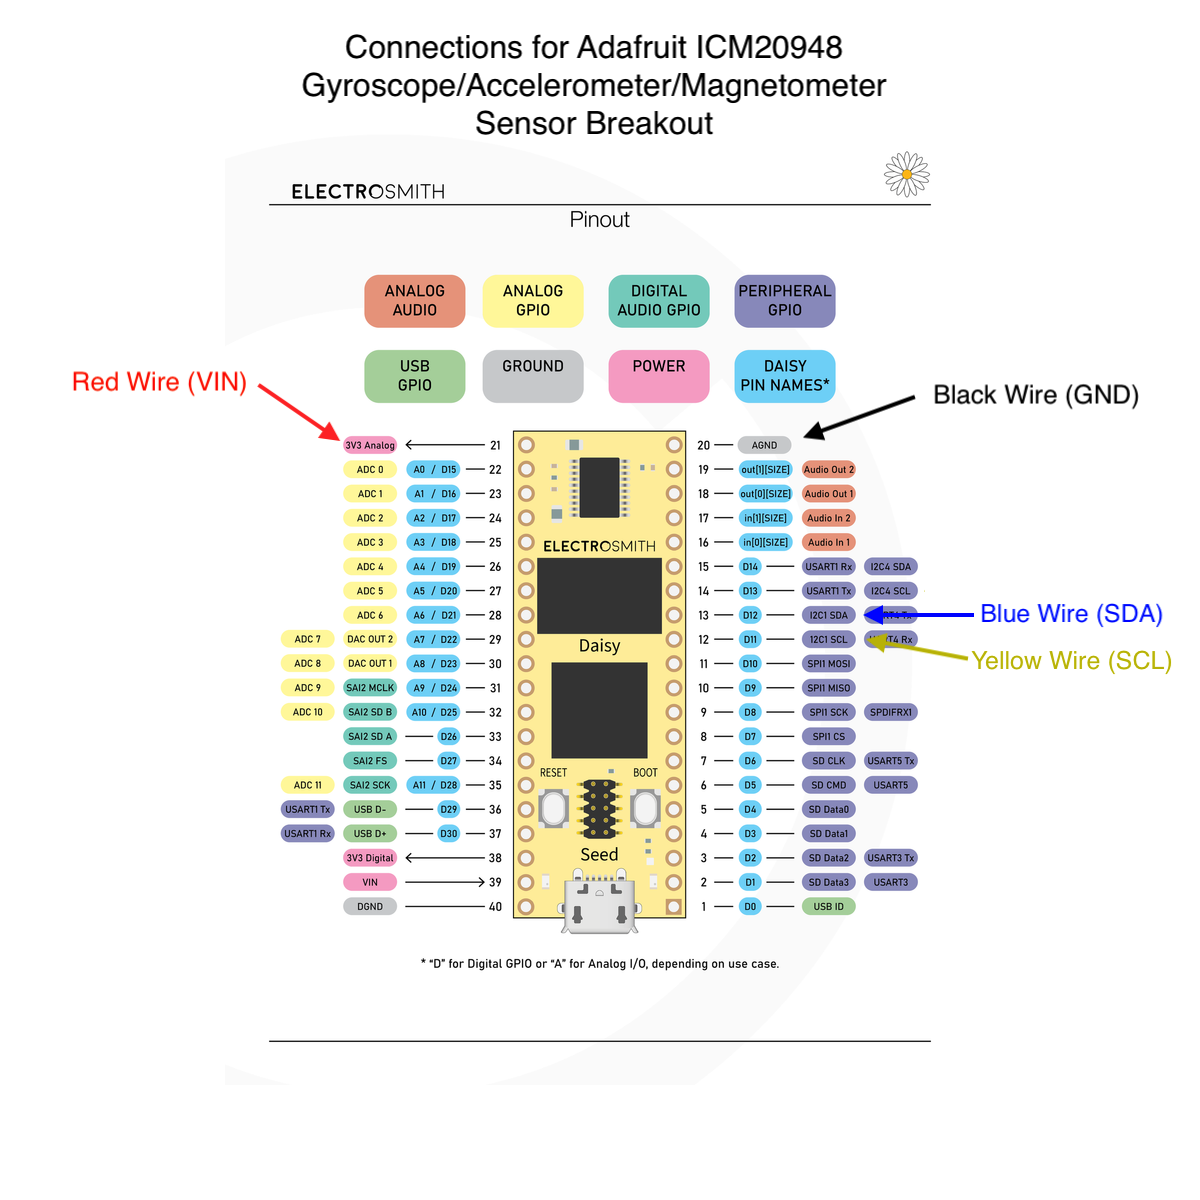 Connections for Adafruit ICM20948
Gyroscope/Accelerometer/Magnetometer
Sensor Breakout
ELECTROSMITH
Pinout
ANALOG AUDIO
ANALOG GPIO
DIGITAL AUDIO GPIO
PERIPHERAL GPIO
USB GPIO
GROUND
POWER
DAISY PIN NAMES*
Red Wire (VIN)
Black Wire (GND)
3V3 Analog 21 20 AGND
ADC 0 A0 / D15 22 19 out[1][SIZE] Audio Out 2
ADC 1 A1 / D16 23 18 out[0][SIZE] Audio Out 1
ADC 2 A2 / D17 24 17 in[1][SIZE] Audio In 2
ADC 3 A3 / D18 25 ELECTROSMITH 16 in[0][SIZE] Audio In 1
ADC 4 A4 / D19 26 15 D14 USART1 Rx I2C4 SDA
ADC 5 A5 / D20 27 14 D13 USART1 Tx I2C4 SCL
ADC 6 A6 / D21 28 13 D12 I2C1 SDA Tx Blue Wire (SDA)
ADC 7 DAC OUT 2 A7 / D22 29 Daisy 12 D11 I2C1 SCL Rx
Yellow Wire (SCL)
ADC 8 DAC OUT 1 A8 / D23 30 11 D10 SPI1 MOSI
ADC 9 SAI2 MCLK A9 / D24 31 10 D9 SPI1 MISO
ADC 10 SAI2 SD B A10 / D25 32 9 D8 SPI1 SCK SPDIFRX1
SAI2 SD A D26 33 8 D7 SPI1 CS
SAI2 FS D27 34 7 D6 SD CLK USART5 Tx
RESET BOOT
ADC 11 SAI2 SCK A11 / D28 35 6 D5 SD CMD USART5
USART1 Tx USB D- D29 36 5 D4 SD Data0
USART1 Rx USB D+ D30 37 4 D3 SD Data1
3V3 Digital 38 Seed 3 D2 SD Data2 USART3 Tx
VIN 39 2 D1 SD Data3 USART3
DGND 40 1 D0 USB ID
* “D” for Digital GPIO or “A” for Analog I/O, depending on use case.